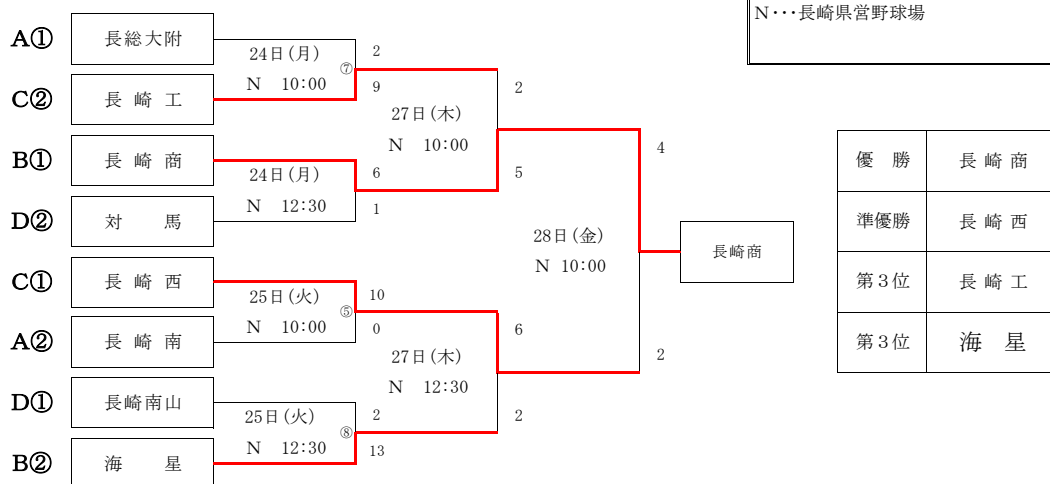 N･･･長崎県営野球場
A① 長総大附
24日(月) ⑦
N 10:00
2
9
C② 長 崎 工
27日(木)
N 10:00
2
5
B① 長 崎 商
24日(月)
N 12:30
6
1
D② 対 馬
28日(金)
N 10:00
4
2
長崎商
C① 長 崎 西
25日(火) ⑤
N 10:00
10
0
A② 長 崎 南
27日(木)
N 12:30
6
2
D① 長崎南山
25日(火) ⑧
N 12:30
2
13
B② 海 星
優 勝 長 崎 商
準優勝 長 崎 西
第３位 長 崎 工
第３位 海 星